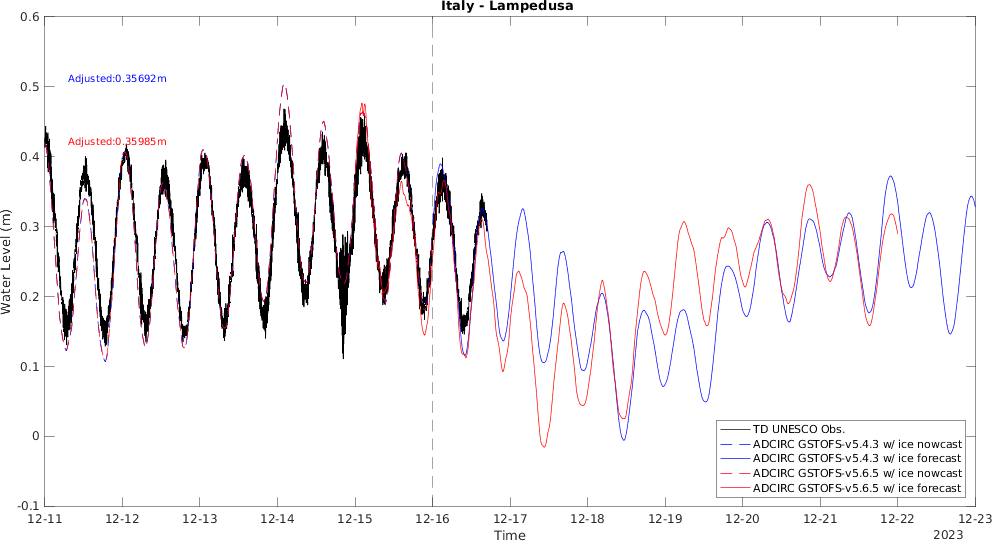 Italy - Lampedusa
0.6
0.5
0.4
0.3
0.2
0.1
0
-0.1
Water Level (m)
Adjusted:0.35692m
Adjusted:0.35985m
TD UNESCO Obs.
ADCIRC GSTOFS-v5.4.3 w/ ice nowcast
ADCIRC GSTOFS-v5.4.3 w/ ice forecast
ADCIRC GSTOFS-v5.6.5 w/ ice nowcast
ADCIRC GSTOFS-v5.6.5 w/ ice forecast
12-11 12-12 12-13 12-14 12-15 12-16 12-17 12-18 12-19 12-20 12-21 12-22 12-23
Time
2023